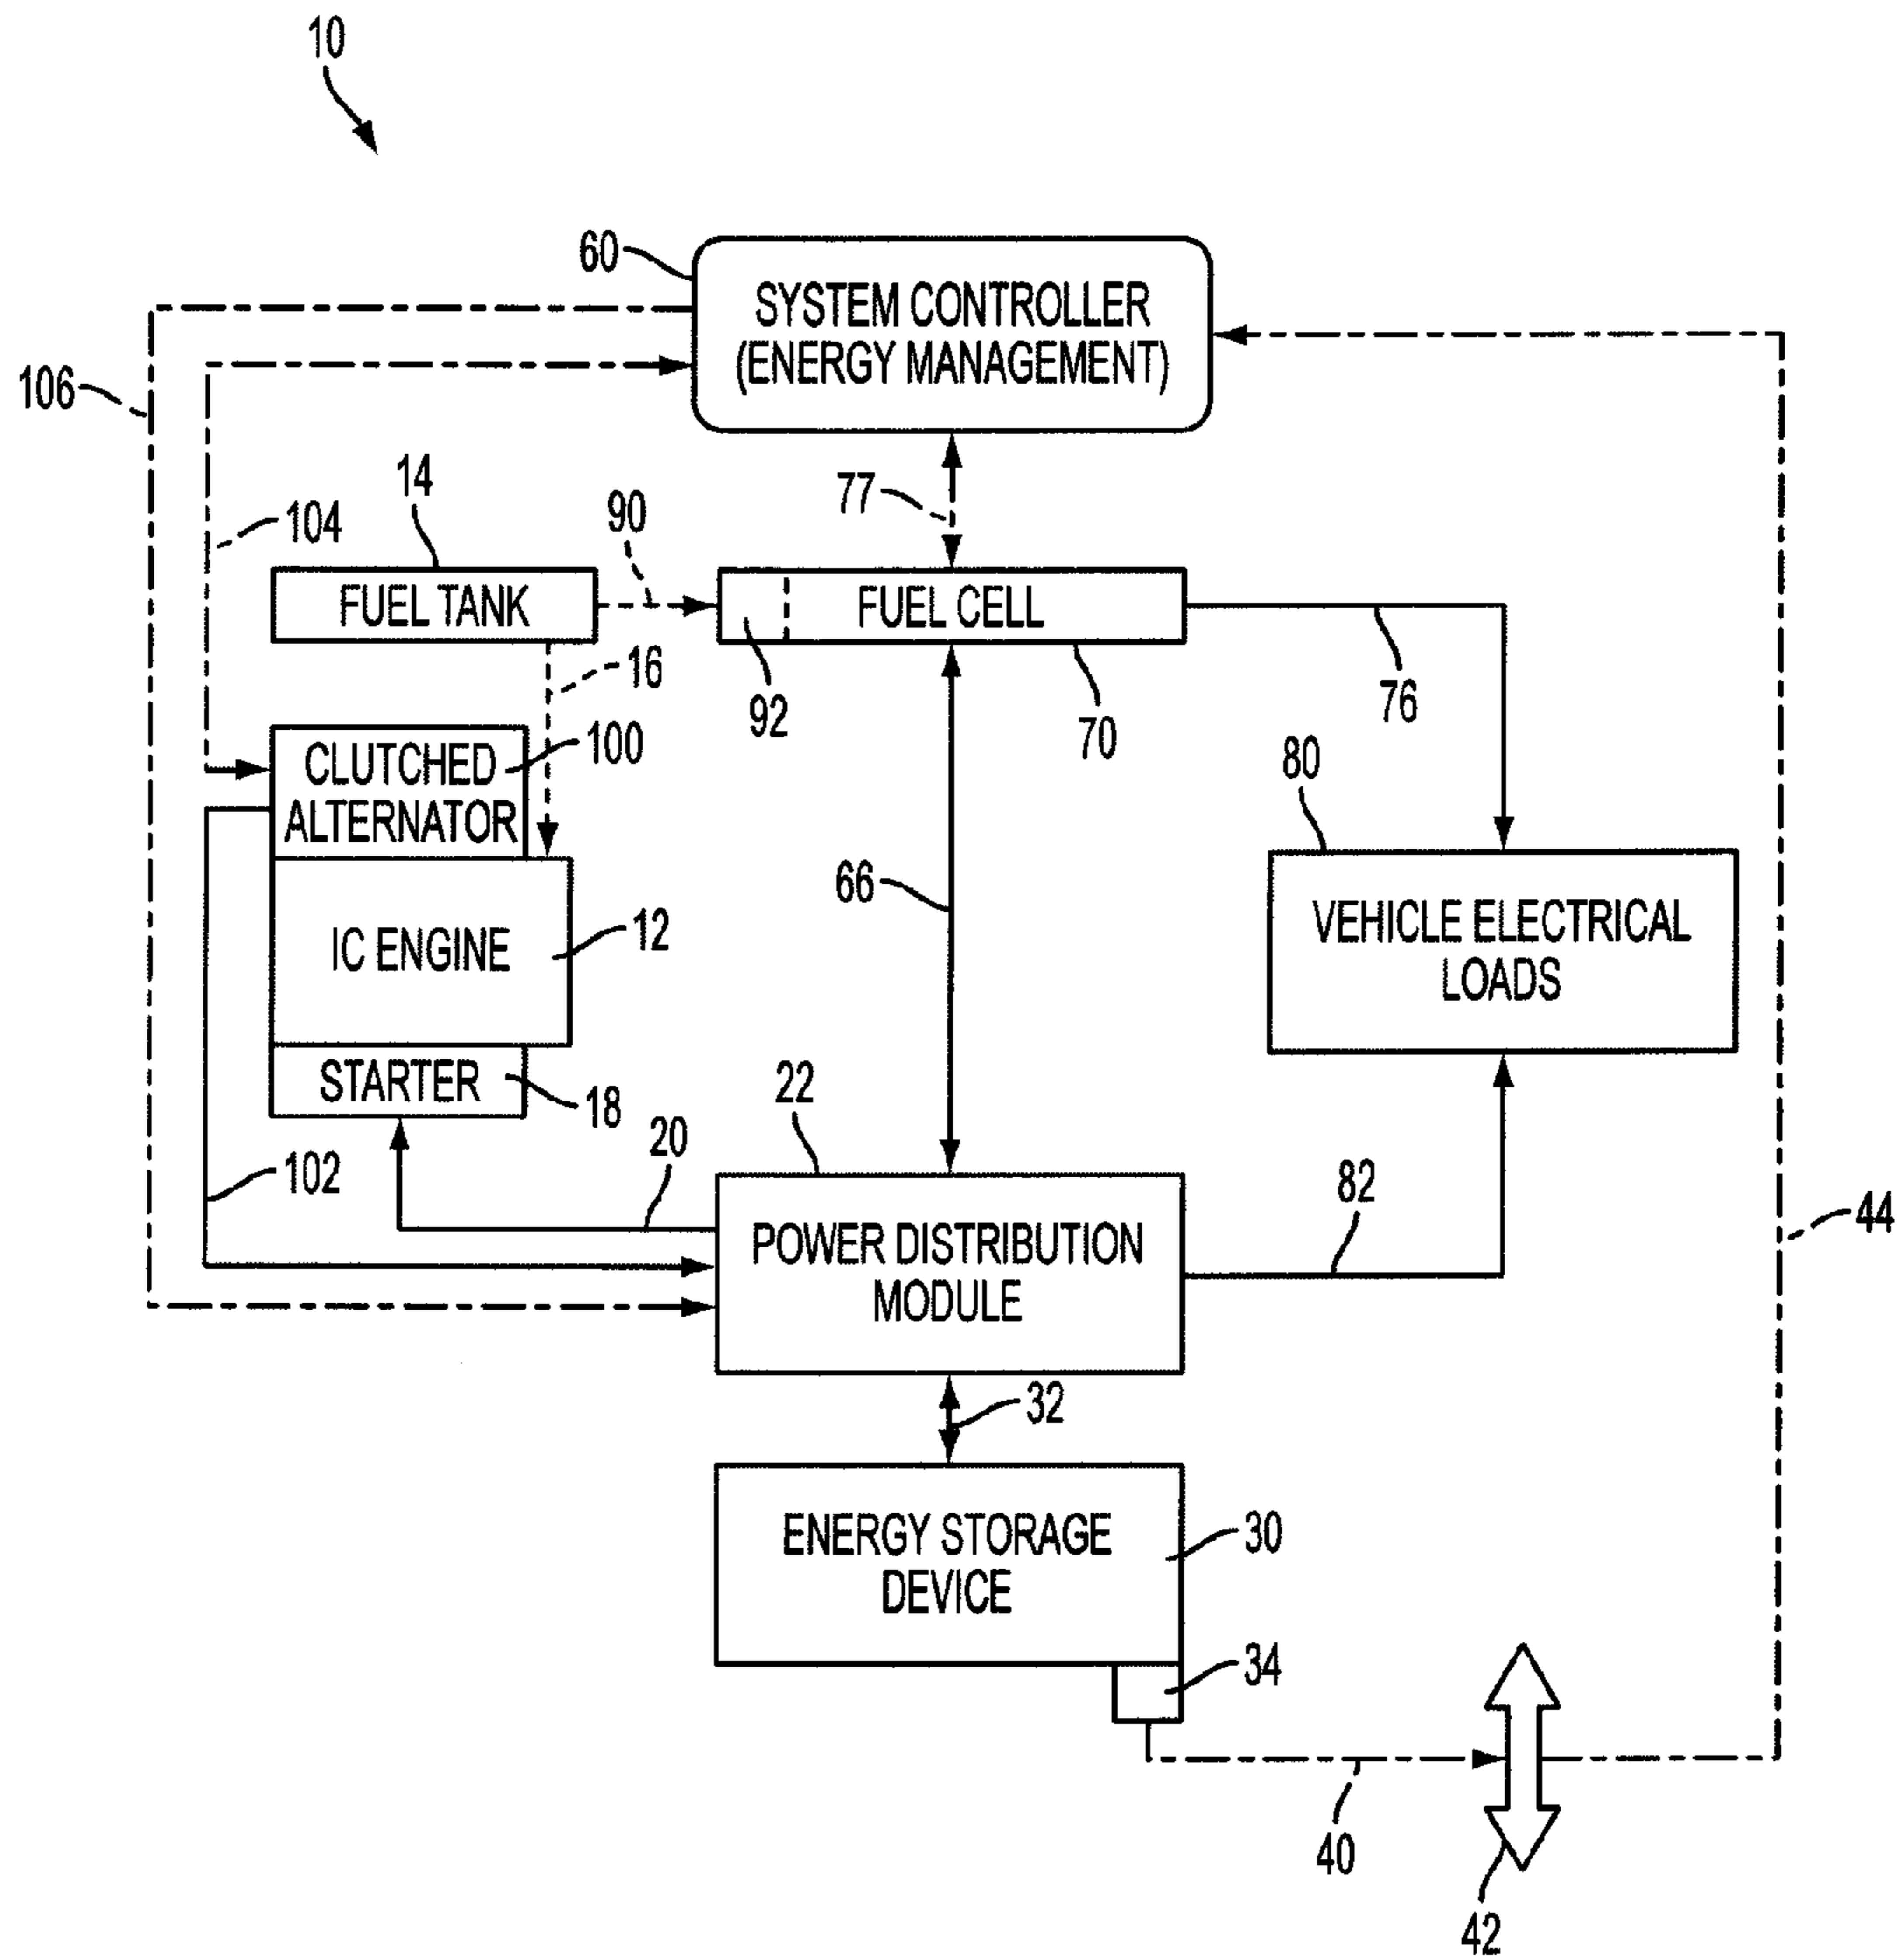 10
60
SYSTEM CONTROLLER
(ENERGY MANAGEMENT)
106
104
14
90
77
FUEL TANK
FUEL CELL
16
92
70
76
CLUTCHED
ALTERNATOR
100
80
66
IC ENGINE
12
VEHICLE ELECTRICAL
LOADS
STARTER
18
22
20
102
82
44
POWER DISTRIBUTION
MODULE
32
ENERGY STORAGE
DEVICE
30
34
40
42